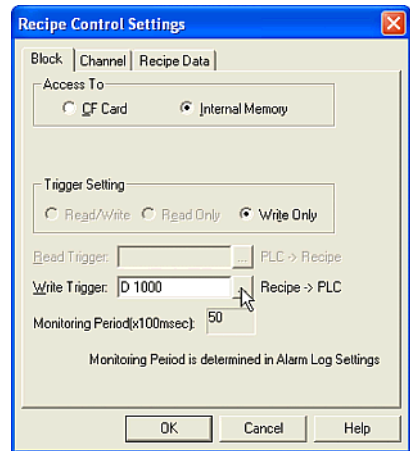 Recipe Control Settings
Block Channel Recipe Data
Access To
CF Card Internal Memory
Trigger Setting
Read/Write Read Only Write Only
Read Trigger: ... PLC -> Recipe
Write Trigger: D 1000 ... Recipe -> PLC
Monitoring Period(x100msec): 50
Monitoring Period is determined in Alarm Log Settings
OK Cancel Help